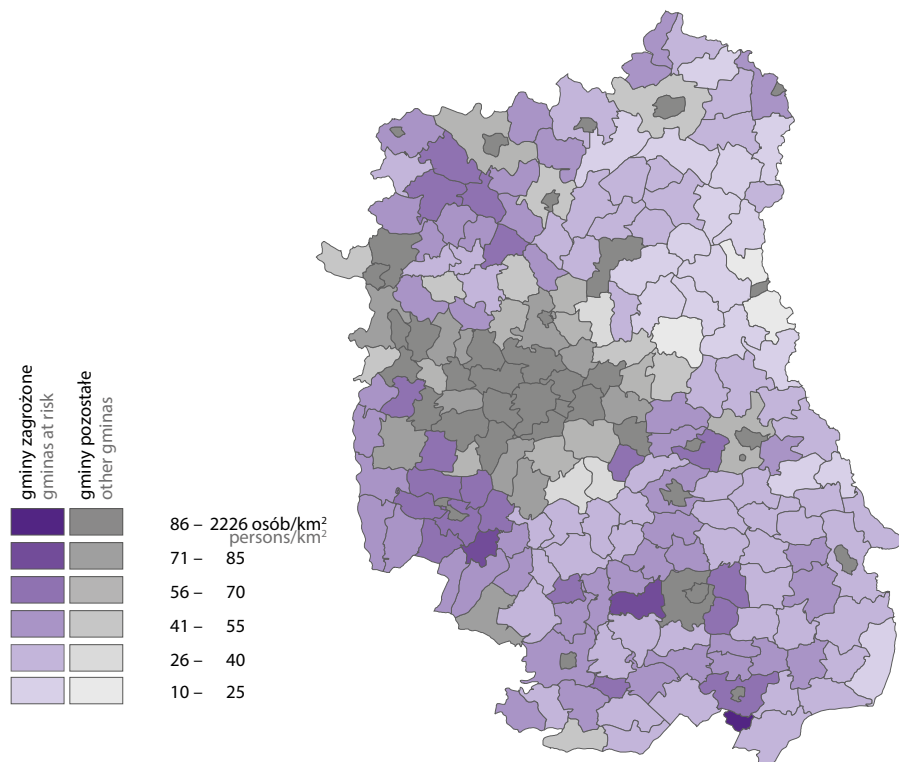 gminy zagrożone
gminas at risk
gminy pozostałe
other gminas
86 – 2226 osób/km²
persons/km²
71 – 85
56 – 70
41 – 55
26 – 40
10 – 25